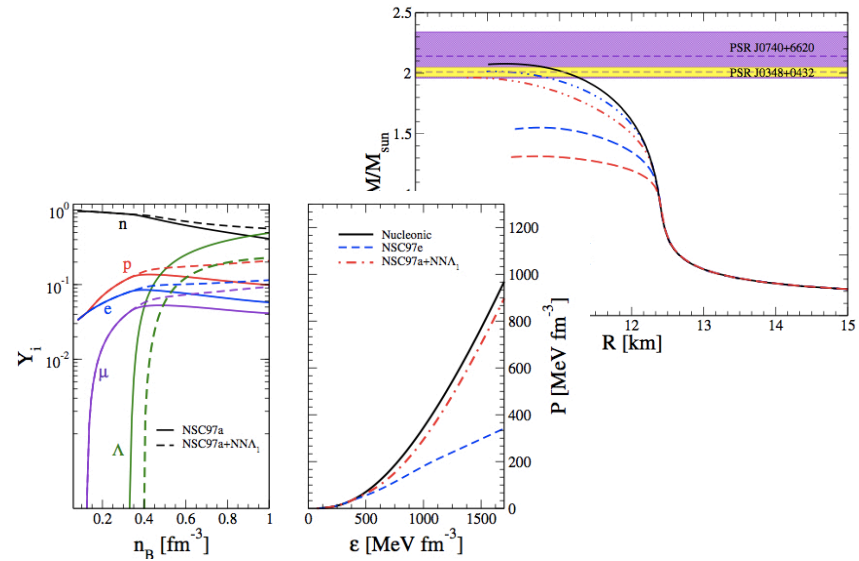 2.5
PSR J0740+6620
2
PSR J0348+0432
1.5
M/M_sun
1
12
13
14
15
R [km]
10^0
10^-1
10^-2
Y_i
n
p
e
μ
Λ
NSC97a
NSC97a+NNΛ_1
0.2
0.4
0.6
0.8
1
n_B [fm^-3]
Nucleonic
NSC97e
NSC97a+NNΛ_1
1200
1000
800
600
400
200
0
P [MeV fm^-3]
0
500
1000
1500
ε [MeV fm^-3]